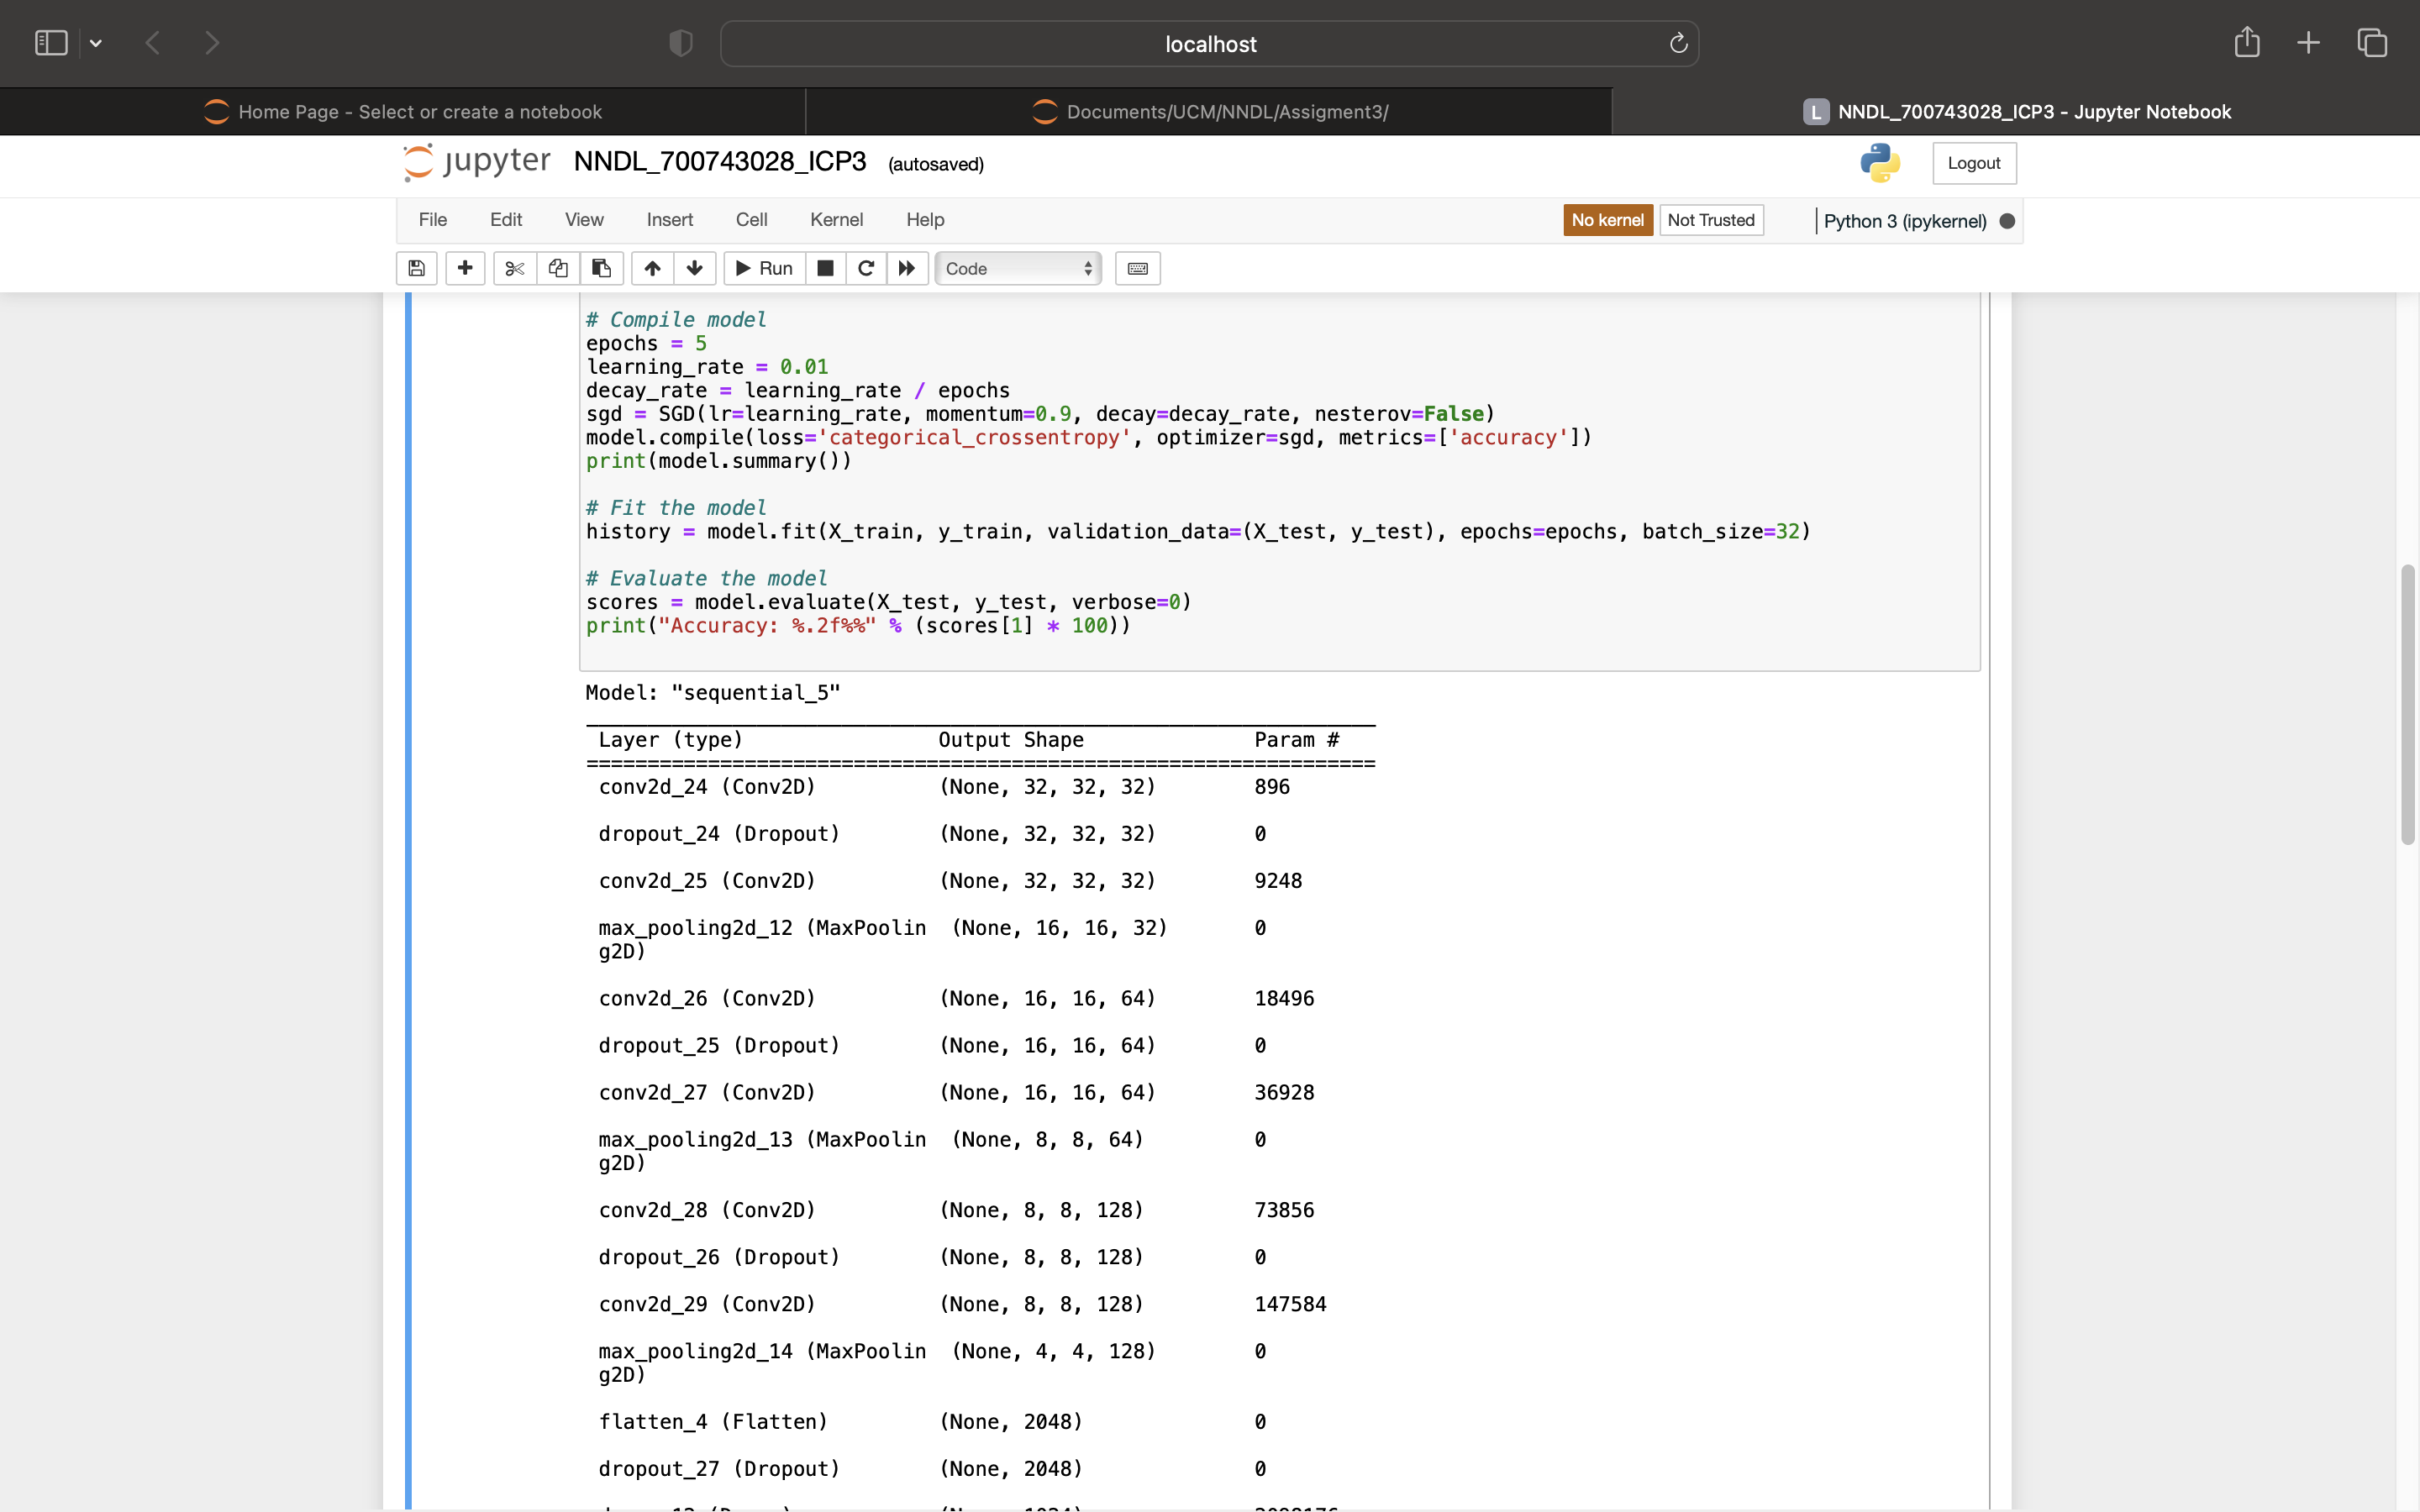 localhost
Home Page - Select or create a notebook
Documents/UCM/NNDL/Assigment3/
L NNDL_700743028_ICP3 - Jupyter Notebook
jupyter NNDL_700743028_ICP3 (autosaved)
Logout
File Edit View Insert Cell Kernel Help
No kernel Not Trusted Python 3 (ipykernel)
Run Code
# Compile model
epochs = 5
learning_rate = 0.01
decay_rate = learning_rate / epochs
sgd = SGD(lr=learning_rate, momentum=0.9, decay=decay_rate, nesterov=False)
model.compile(loss='categorical_crossentropy', optimizer=sgd, metrics=['accuracy'])
print(model.summary())
# Fit the model
history = model.fit(X_train, y_train, validation_data=(X_test, y_test), epochs=epochs, batch_size=32)
# Evaluate the model
scores = model.evaluate(X_test, y_test, verbose=0)
print("Accuracy: %.2f%%" % (scores[1] * 100))
Model: "sequential_5"
Layer (type) Output Shape Param #
=================================================================
conv2d_24 (Conv2D) (None, 32, 32, 32) 896
dropout_24 (Dropout) (None, 32, 32, 32) 0
conv2d_25 (Conv2D) (None, 32, 32, 32) 9248
max_pooling2d_12 (MaxPoolin (None, 16, 16, 32) 0
g2D)
conv2d_26 (Conv2D) (None, 16, 16, 64) 18496
dropout_25 (Dropout) (None, 16, 16, 64) 0
conv2d_27 (Conv2D) (None, 16, 16, 64) 36928
max_pooling2d_13 (MaxPoolin (None, 8, 8, 64) 0
g2D)
conv2d_28 (Conv2D) (None, 8, 8, 128) 73856
dropout_26 (Dropout) (None, 8, 8, 128) 0
conv2d_29 (Conv2D) (None, 8, 8, 128) 147584
max_pooling2d_14 (MaxPoolin (None, 4, 4, 128) 0
g2D)
flatten_4 (Flatten) (None, 2048) 0
dropout_27 (Dropout) (None, 2048) 0